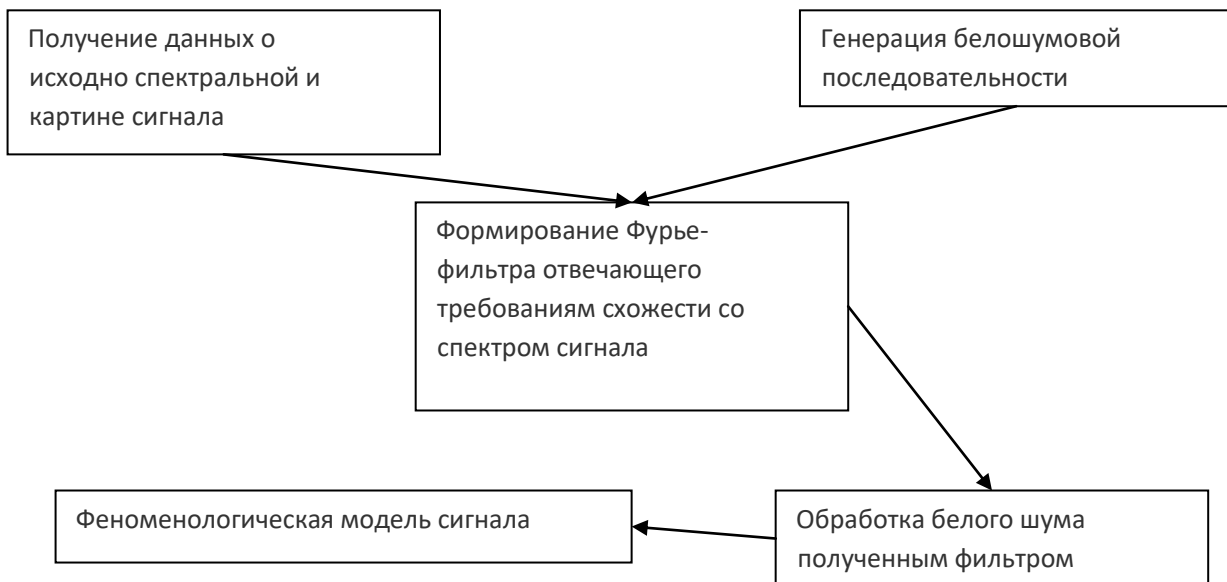 Получение данных о
исходно спектральной и
картине сигнала
Генерация белошумовой
последовательности
Формирование Фурье-
фильтра отвечающего
требованиям схожести со
спектром сигнала
Феноменологическая модель сигнала
Обработка белого шума
полученным фильтром